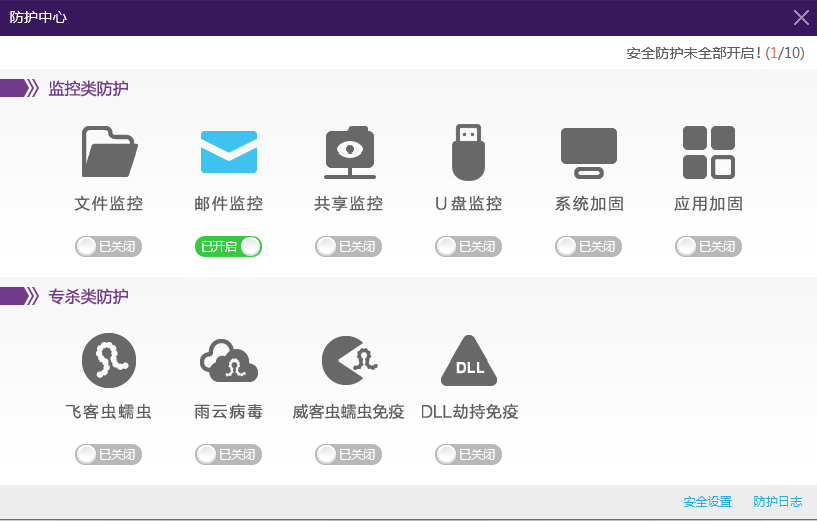 防护中心
安全防护未全部开启! (1/10)
监控类防护
文件监控 邮件监控 共享监控 U盘监控 系统加固 应用加固
已关闭 已开启 已关闭 已关闭 已关闭 已关闭
专杀类防护
DLL
飞客虫蠕虫 雨云病毒 威客虫蠕虫免疫 DLL劫持免疫
已关闭 已关闭 已关闭 已关闭
安全设置 防护日志